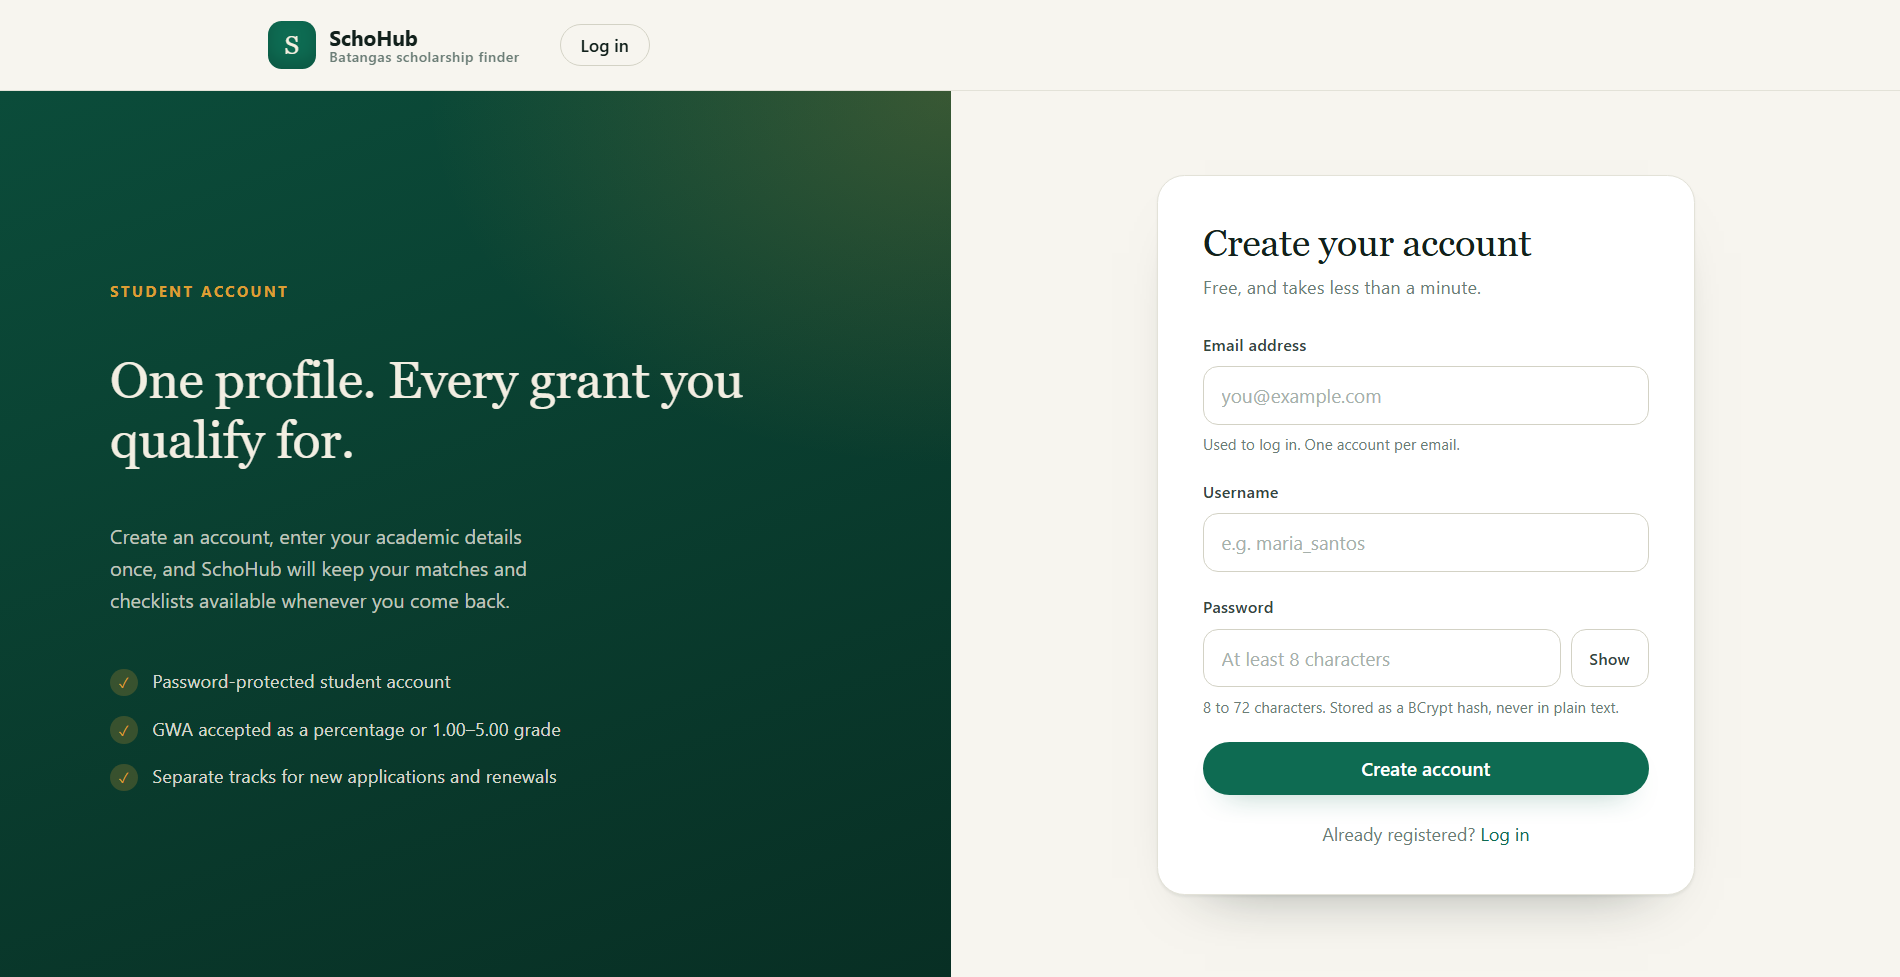 S
SchoHub
Batangas scholarship finder
Log in
STUDENT ACCOUNT
One profile. Every grant you
qualify for.
Create an account, enter your academic details
once, and SchoHub will keep your matches and
checklists available whenever you come back.
✓ Password-protected student account
✓ GWA accepted as a percentage or 1.00–5.00 grade
✓ Separate tracks for new applications and renewals
Create your account
Free, and takes less than a minute.
Email address
you@example.com
Used to log in. One account per email.
Username
e.g. maria_santos
Password
At least 8 characters
Show
8 to 72 characters. Stored as a BCrypt hash, never in plain text.
Create account
Already registered? Log in